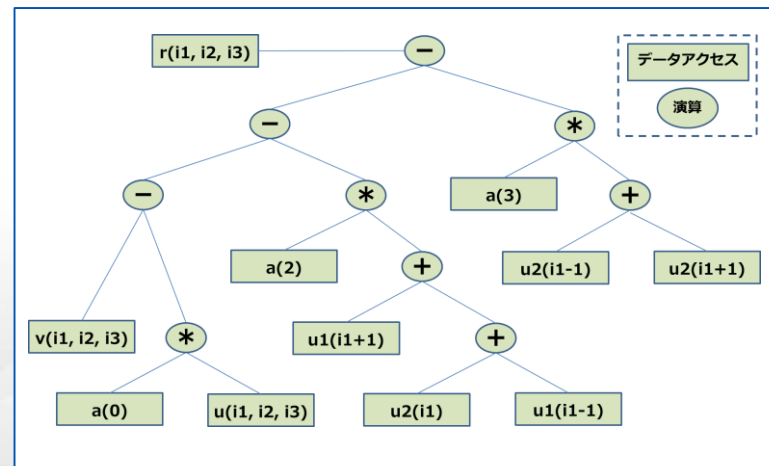 r(i1, i2, i3)
−
データアクセス
演算
−
*
−
*
a(3)
+
a(2)
+
u2(i1-1)
u2(i1+1)
v(i1, i2, i3)
*
u1(i1+1)
+
a(0)
u(i1, i2, i3)
u2(i1)
u1(i1-1)